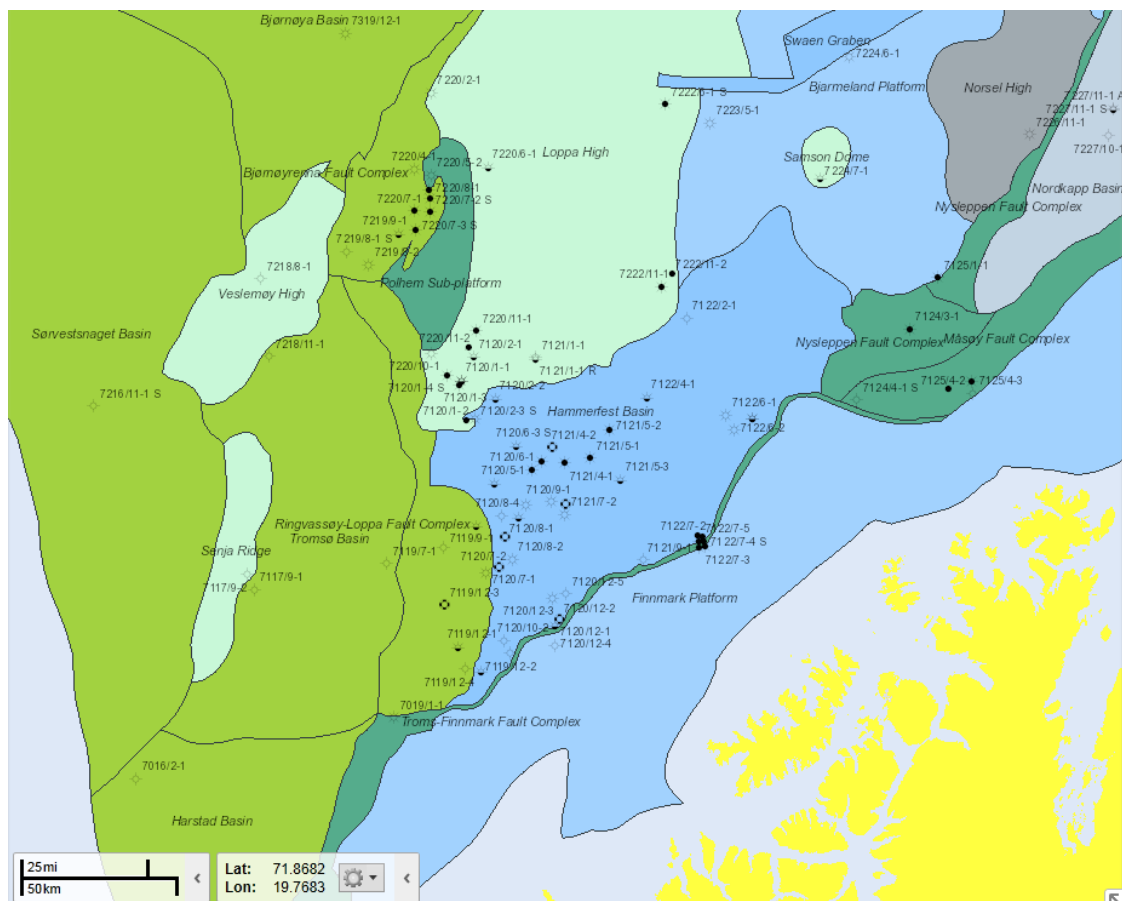 Bjørnøya Basin 7319/12-1
Swaen Graben
7224.6-1
7220/2-1
7222/6-1 S
7223/5-1
Bjarmeland Platform
Norsel High
7227/11-1 A
7227/11-1 S
7226/11-1
7227/10-1
Loppa High
7220/4-1
7220/5-2
7220/6-1
Bjørnøyrenna Fault Complex
Samson Dome
7224/7-1
7220/8-1
7220/7-1
7220/7-2 S
Nordkapp Basin
Nysleppen Fault Complex
7219/9-1
7220/7-3 S
7219/8-1 S
7219/8-2
7218/8-1
7222/11-2
7222/11-1
7125/1-1
Polhem Sub-platform
Veslemøy High
7122/2-1
Sørvestsnaget Basin
7220/11-1
7124/3-1
7220/11-2
7120/2-1
7121/1-1
Nysleppen Fault Complex
Måsøy Fault Complex
7218/11-1
7220/10-1
7120/1-1
7121/1-1 R
7120/1-4 S
7120/2-2
7122/4-1
7124/4-1 S
7125/4-2
7125/4-3
7216/11-1 S
7120/1-3
7120/1-2
7120/2-3 S
Hammerfest Basin
7122/6-1
7122/6-2
7120/6-3 S
7121/4-2
7121/5-2
7120/6-1
7121/5-1
7120/5-1
7121/4-1
7121/5-3
7120/9-1
7120/8-4
7121/7-2
Ringvassøy-Loppa Fault Complex
Tromsø Basin
7119/9-1
7120/8-1
7122/7-2
7122/7-5
7122/7-4 S
Senja Ridge
7119/7-1
7120/7-2
7120/8-2
7121/9-1
7122/7-3
7117/9-1
7117/9-2
7120/7-1
7120/12-5
7119/12-3
7120/12-3
7120/12-2
Finnmark Platform
7119/12-1
7120/10-2
7120/12-1
7120/12-4
7119/12-2
7119/12-4
7019/1-1
Troms-Finnmark Fault Complex
7016/2-1
Harstad Basin
25mi
50km
Lat: 71.8682
Lon: 19.7683